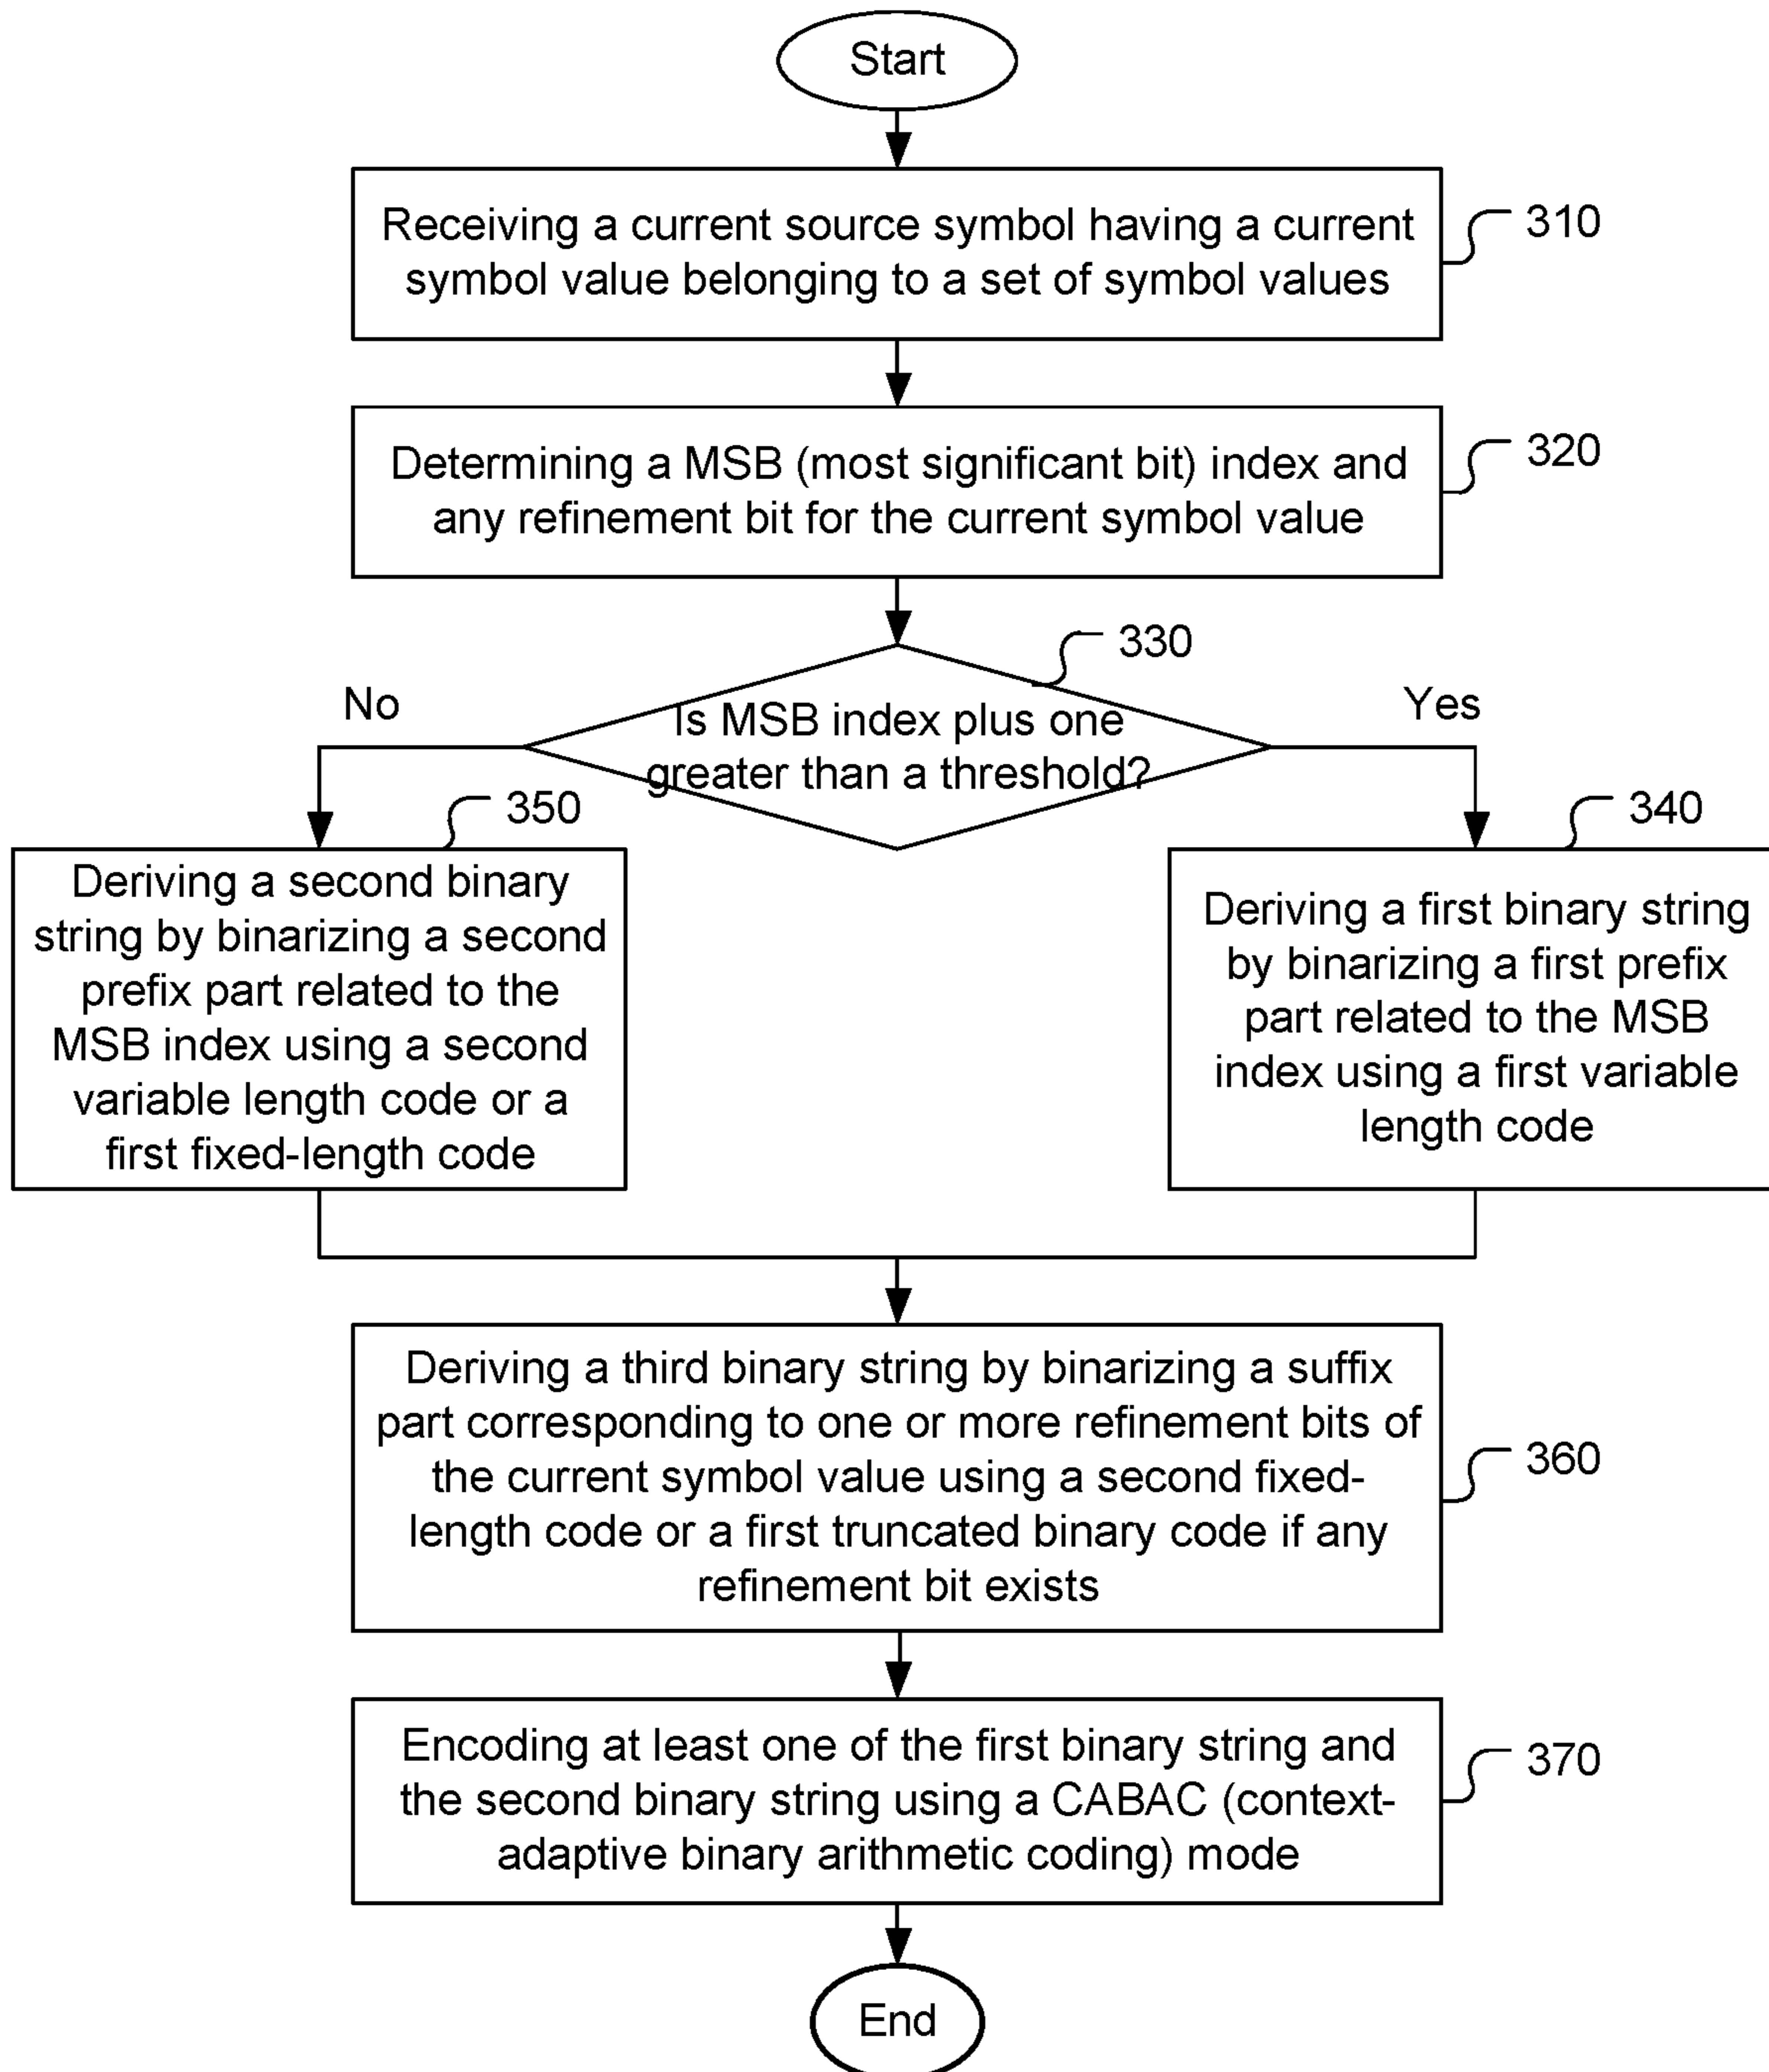 Start
Receiving a current source symbol having a current
symbol value belonging to a set of symbol values
310
Determining a MSB (most significant bit) index and
any refinement bit for the current symbol value
320
330
Is MSB index plus one
greater than a threshold?
No
Yes
350
Deriving a second binary
string by binarizing a second
prefix part related to the
MSB index using a second
variable length code or a
first fixed-length code
340
Deriving a first binary string
by binarizing a first prefix
part related to the MSB
index using a first variable
length code
Deriving a third binary string by binarizing a suffix
part corresponding to one or more refinement bits of
the current symbol value using a second fixed-
length code or a first truncated binary code if any
refinement bit exists
360
Encoding at least one of the first binary string and
the second binary string using a CABAC (context-
adaptive binary arithmetic coding) mode
370
End